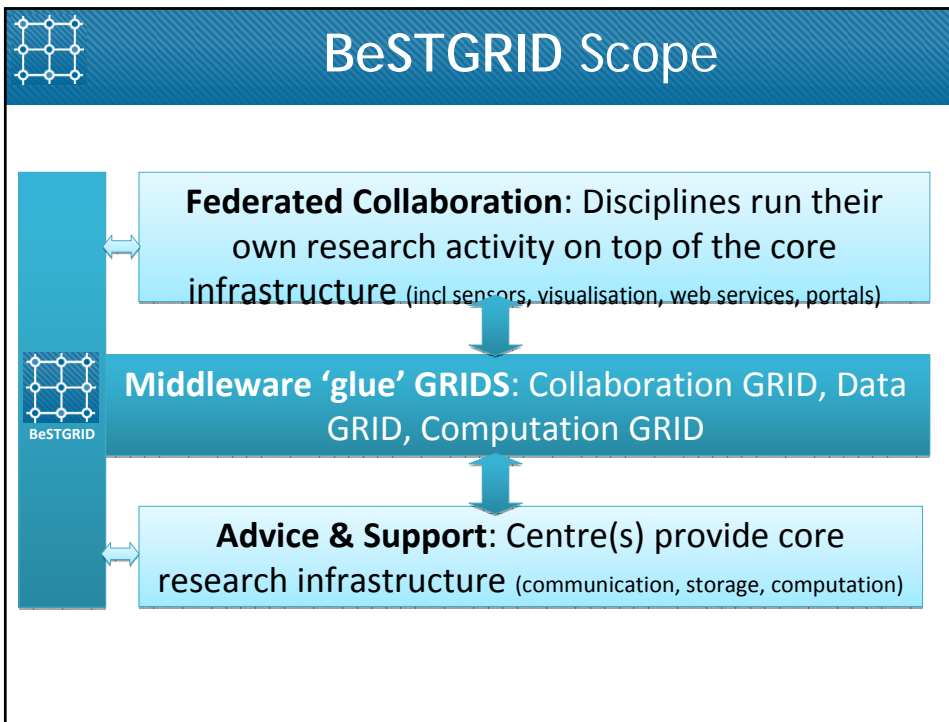 BeSTGRID Scope
Federated Collaboration: Disciplines run their
own research activity on top of the core
infrastructure (incl sensors, visualisation, web services, portals)
BeSTGRID
Middleware ‘glue’ GRIDS: Collaboration GRID, Data
GRID, Computation GRID
Advice & Support: Centre(s) provide core
research infrastructure (communication, storage, computation)